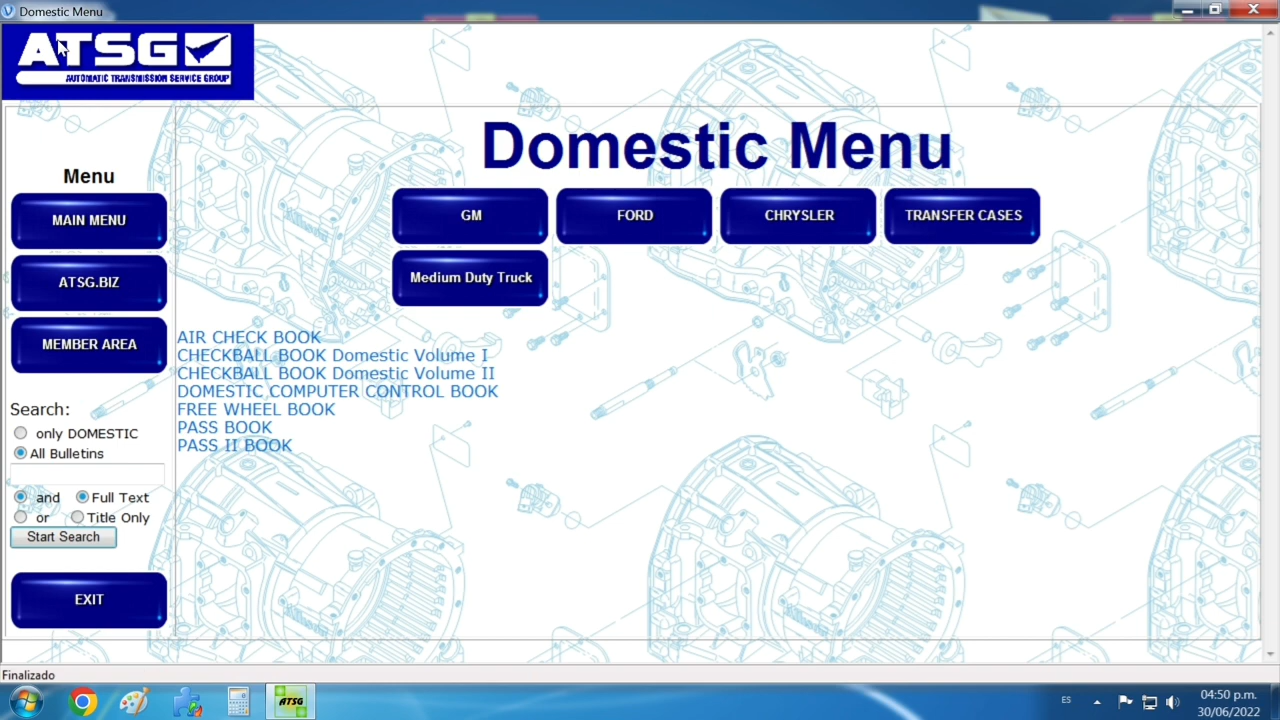 Domestic Menu
ATSG
AUTOMATIC TRANSMISSION SERVICE GROUP
Domestic Menu
Menu
MAIN MENU
ATSG.BIZ
MEMBER AREA
GM
FORD
CHRYSLER
TRANSFER CASES
Medium Duty Truck
AIR CHECK BOOK
CHECKBALL BOOK Domestic Volume I
CHECKBALL BOOK Domestic Volume II
DOMESTIC COMPUTER CONTROL BOOK
FREE WHEEL BOOK
PASS BOOK
PASS II BOOK
Search:
only DOMESTIC
All Bulletins
and Full Text
or Title Only
Start Search
EXIT
Finalizado
ATSG
ES
04:50 p.m.
30/06/2022